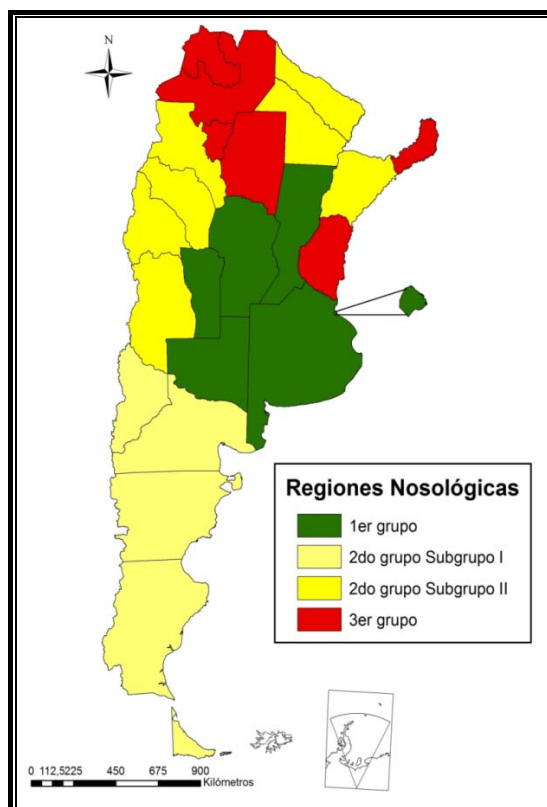 N
Regiones Nosológicas
1er grupo
2do grupo Subgrupo I
2do grupo Subgrupo II
3er grupo
0 112,5225 450 675 900
Kilómetros